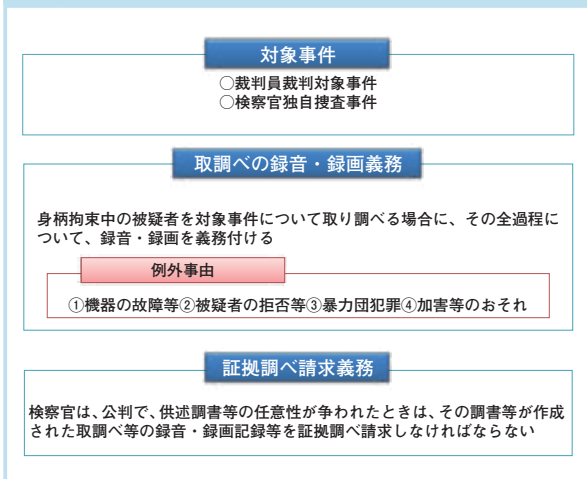 対象事件
○裁判員裁判対象事件
○検察官独自捜査事件
取調べの録音・録画義務
身柄拘束中の被疑者を対象事件について取り調べる場合に、その全過程に
ついて、録音・録画を義務付ける
例外事由
①機器の故障等②被疑者の拒否等③暴力団犯罪④加害等のおそれ
証拠調べ請求義務
検察官は、公判で、供述調書等の任意性が争われたときは、その調書等が作成
された取調べ等の録音・録画記録等を証拠調べ請求しなければならない